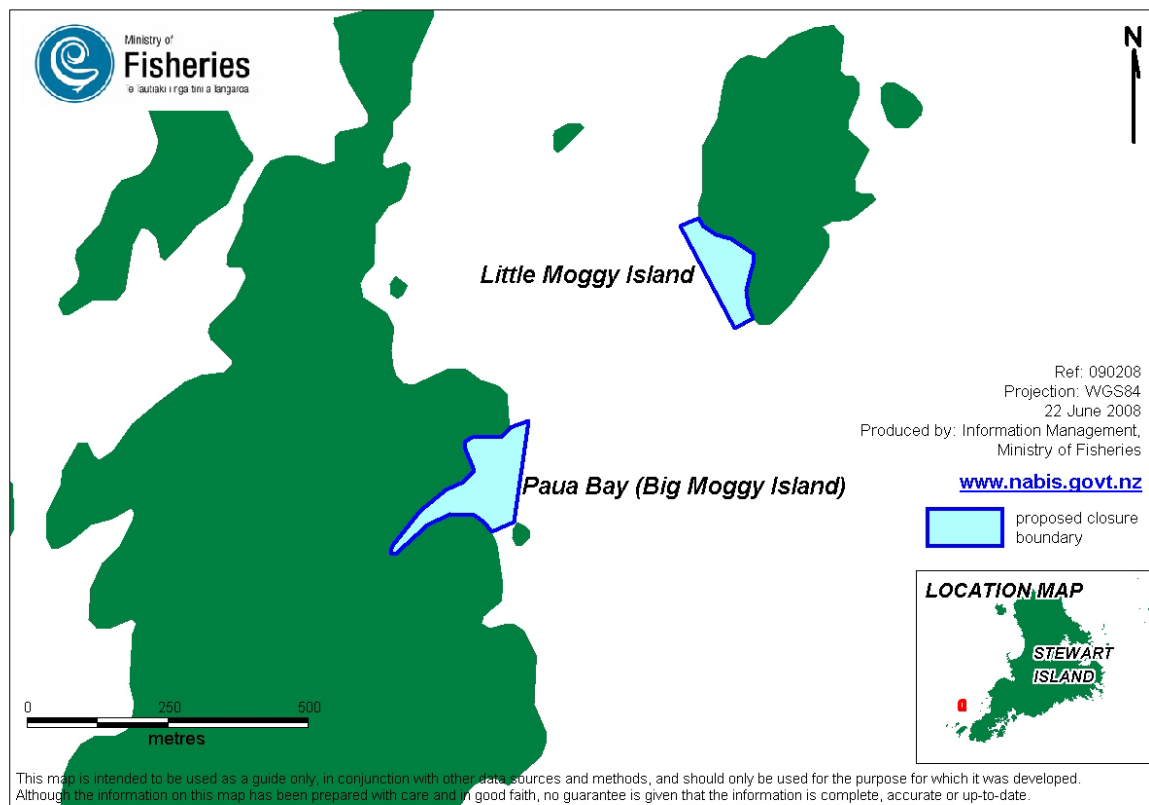 Ministry of
Fisheries
Te tautiaki i nga tini a tangaroa
N
Little Moggy Island
Ref: 090208
Projection: WGS84
22 June 2008
Produced by: Information Management,
Ministry of Fisheries
www.nabis.govt.nz
Paua Bay (Big Moggy Island)
proposed closure
boundary
LOCATION MAP
STEWART
ISLAND
0 250 500
metres
This map is intended to be used as a guide only, in conjunction with other data sources and methods, and should only be used for the purpose for which it was developed.
Although the information on this map has been prepared with care and in good faith, no guarantee is given that the information is complete, accurate or up-to-date.